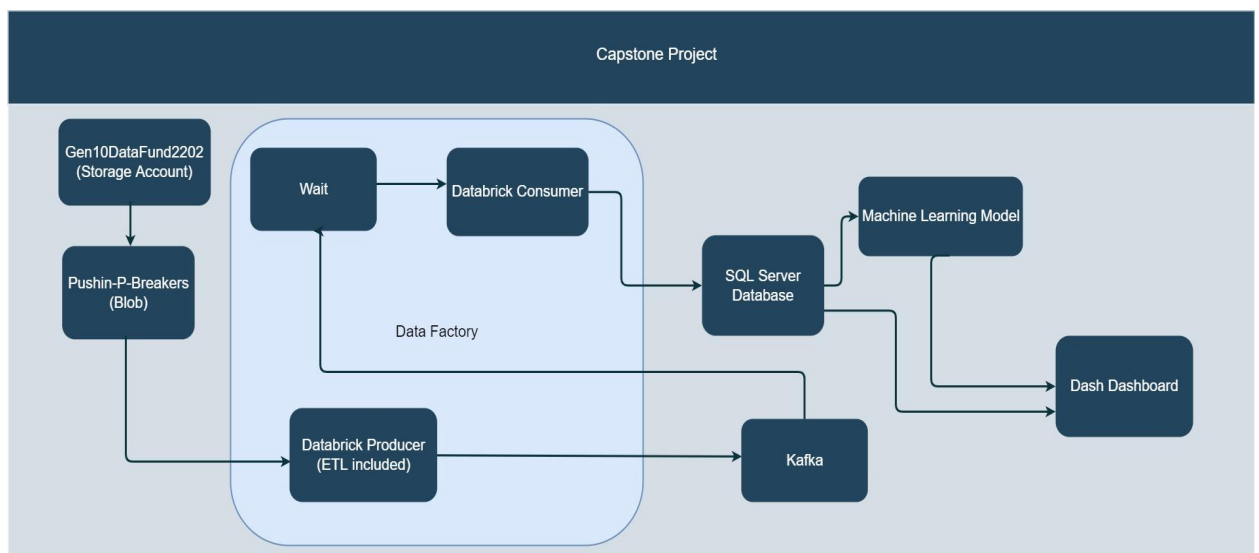 Capstone Project
Gen10DataFund2202
(Storage Account)
Wait
Databrick Consumer
Machine Learning Model
Pushin-P-Breakers
(Blob)
SQL Server
Database
Data Factory
Dash Dashboard
Databrick Producer
(ETL included)
Kafka